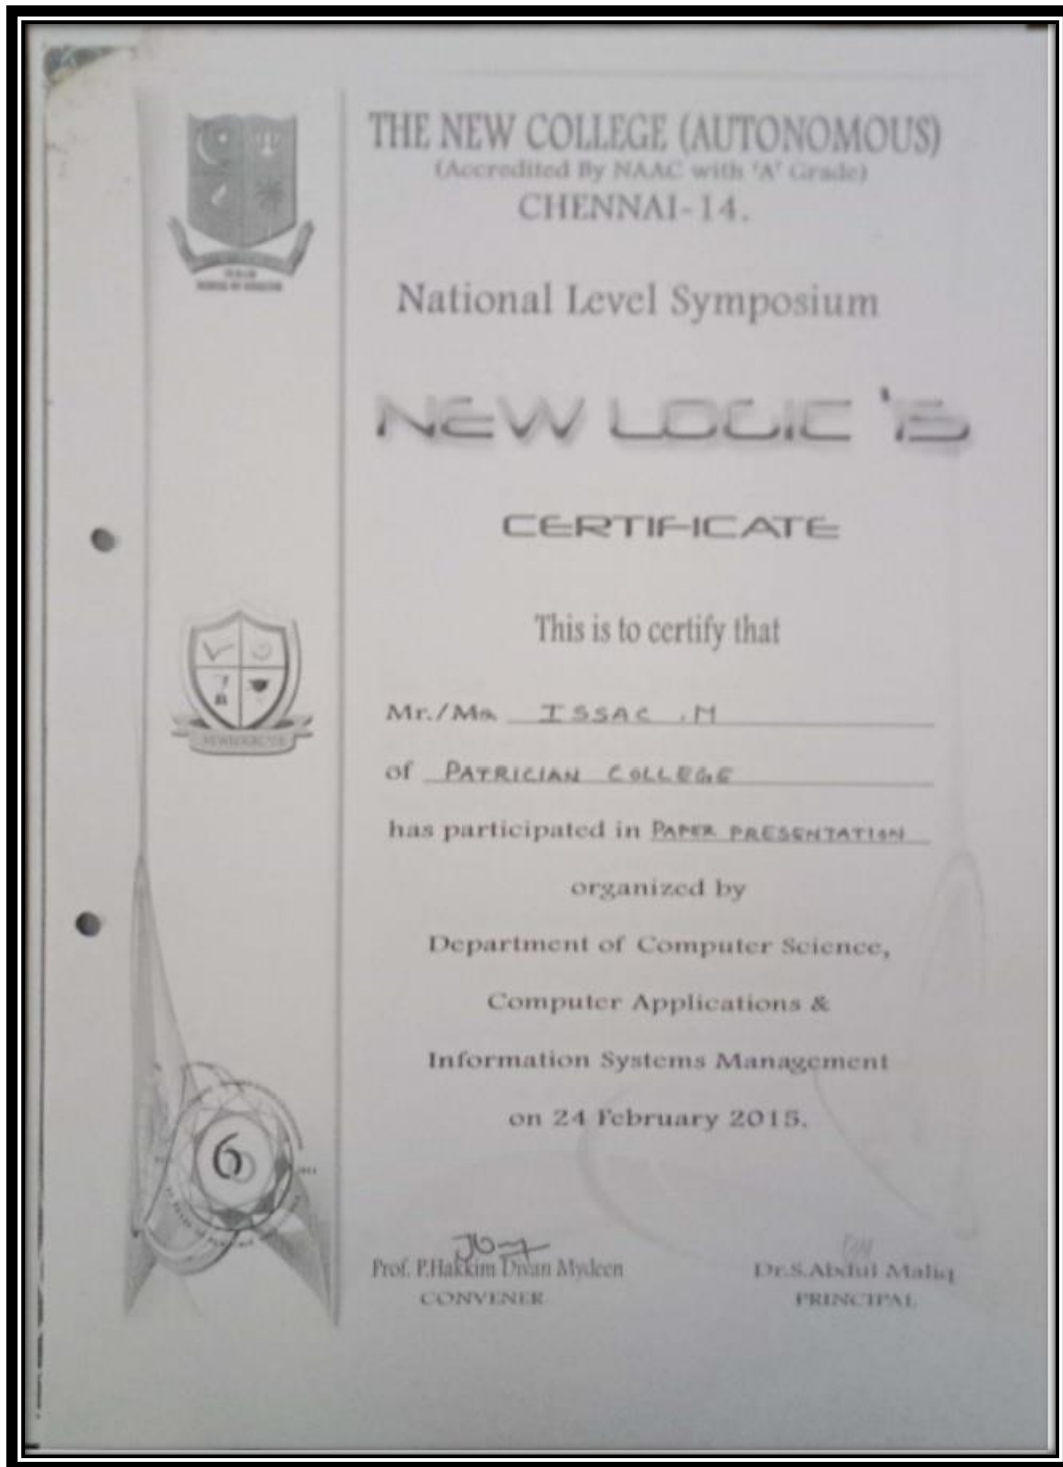 THE NEW COLLEGE (AUTONOMOUS)
(Accredited By NAAC with 'A' Grade)
CHENNAI-14.
National Level Symposium
NEW LOGIC '15
CERTIFICATE
This is to certify that
Mr./Ms. ISSAC .M
of PATRICIAN COLLEGE
has participated in PAPER PRESENTATION
organized by
Department of Computer Science,
Computer Applications &
Information Systems Management
on 24 February 2015.
Prof. P.Hakkim Divan Mydeen
CONVENER
Dr.S.Abdul Maliq
PRINCIPAL
NEWLOGIC'15
60